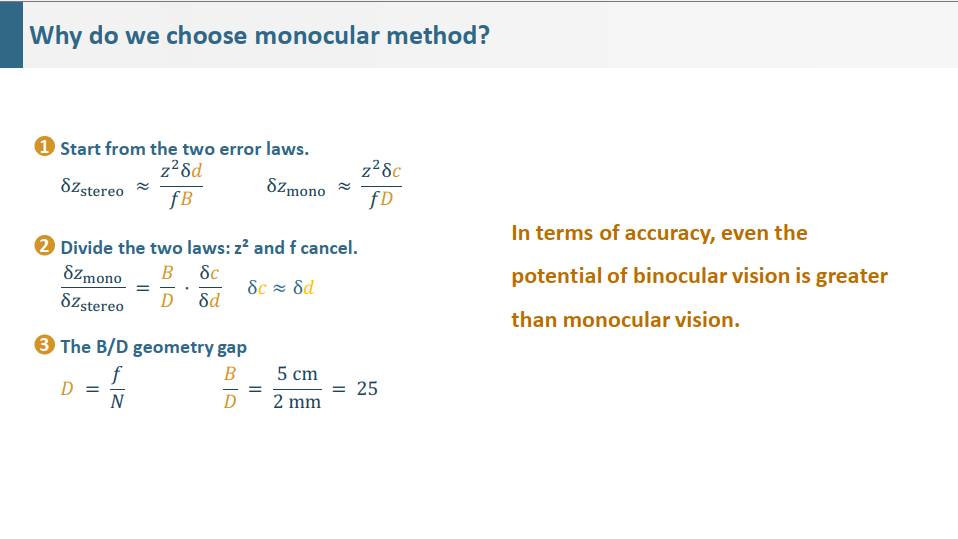 Why do we choose monocular method?
❶ Start from the two error laws.
δz_stereo ≈ z²δd / fB    δz_mono ≈ z²δc / fD
❷ Divide the two laws: z² and f cancel.
δz_mono / δz_stereo = B / D · δc / δd    δc ≈ δd
❸ The B/D geometry gap
D = f / N    B / D = 5 cm / 2 mm = 25
In terms of accuracy, even the
potential of binocular vision is greater
than monocular vision.